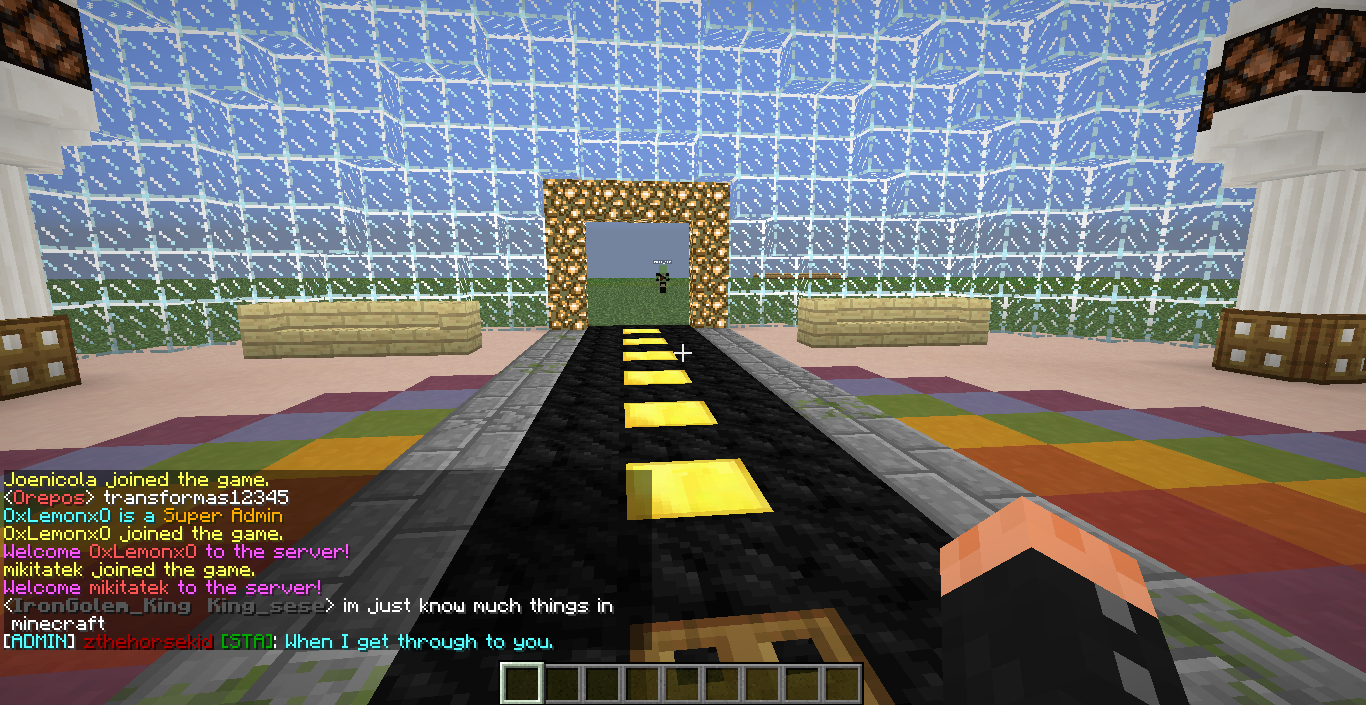 Joenicola joined the game.
<Orepos> transformas12345
0xLemonx0 is a Super Admin
0xLemonx0 joined the game.
Welcome 0xLemonx0 to the server!
mikitatek joined the game.
Welcome mikitatek to the server!
<IronGolem_King King_sese> im just know much things in
minecraft
[ADMIN] zthehorsekid [STA]: When I get through to you.